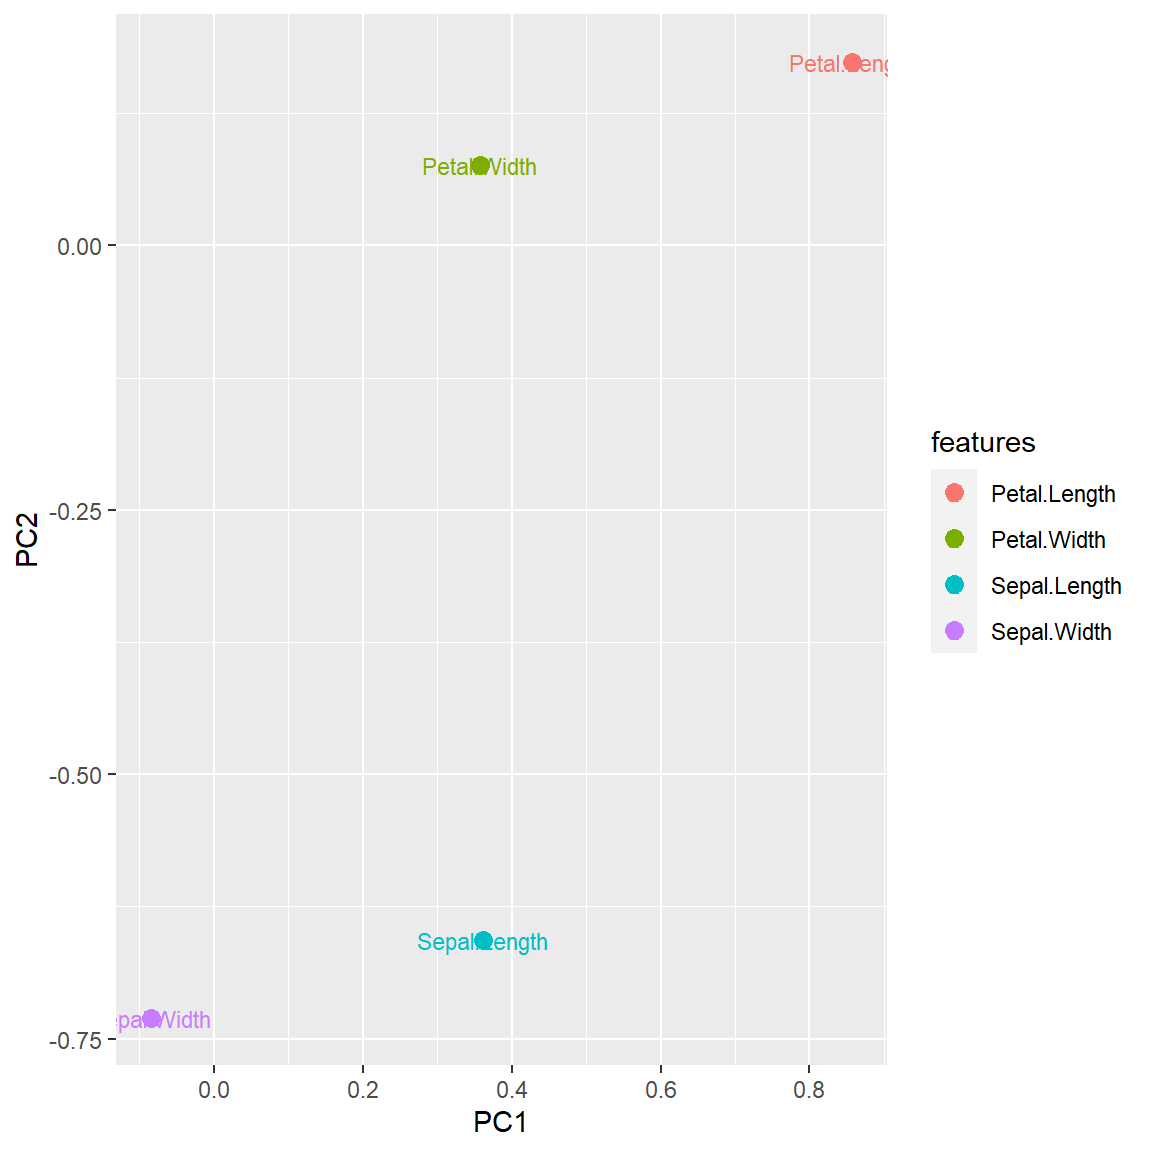 Petal.Leng
Petal.Width
0.00
-0.25
PC2
-0.50
Sepal.Length
epal.Width
-0.75
0.0 0.2 0.4 0.6 0.8
PC1
features
Petal.Length
Petal.Width
Sepal.Length
Sepal.Width